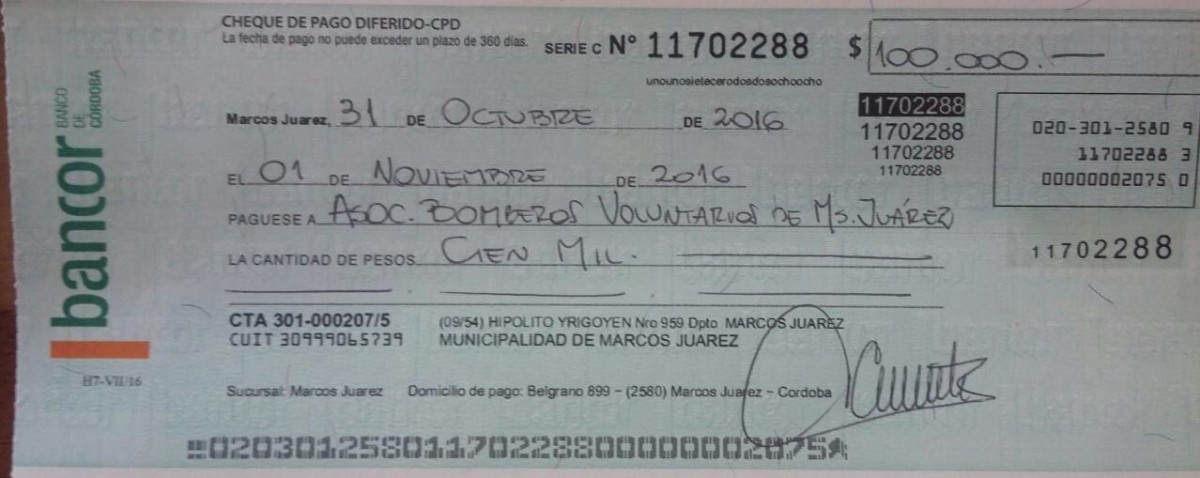 CHEQUE DE PAGO DIFERIDO-CPD
La fecha de pago no puede exceder un plazo de 360 días.
SERIE C Nº 11702288 $ 100.000.—
unounosietecerodosdosochoocho
Marcos Juarez, 31 DE OCTUBRE DE 2016
11702288
11702288
11702288
11702288
020-301-2580 9
11702288 3
00000002075 0
EL 01 DE NOVIEMBRE DE 2016
PAGUESE A ASOC. BOMBEROS VOLUNTARIOS DE MS. JUÁREZ
LA CANTIDAD DE PESOS CIEN MIL.
11702288
CTA 301-000207/5
CUIT 30999065739
(09/54) HIPOLITO YRIGOYEN Nro 959 Dpto MARCOS JUAREZ
MUNICIPALIDAD DE MARCOS JUAREZ
Sucursal: Marcos Juarez Domicilio de pago: Belgrano 899 – (2580) Marcos Juarez – Cordoba
bancor
BANCO
DE
CÓRDOBA
H7-VII/16
02030125801170228800000002075